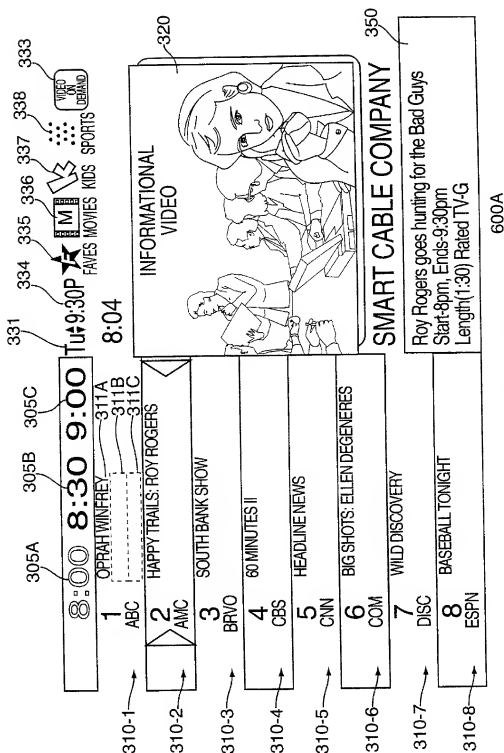 305A
305B
305C
331
334
335
336
337
338
333
8:00 8:30 9:00
Tu 9:30P
F
FAVES
M
MOVIES
KIDS
SPORTS
VIDEO
ON
DEMAND
8:04
311A
311B
311C
310-1
1
ABC
OPRAH WINFREY
310-2
2
AMC
HAPPY TRAILS: ROY ROGERS
310-3
3
BRVO
SOUTH BANK SHOW
310-4
4
CBS
60 MINUTES II
310-5
5
CNN
HEADLINE NEWS
310-6
6
COM
BIG SHOTS: ELLEN DEGENERES
310-7
7
DISC
WILD DISCOVERY
310-8
8
ESPN
BASEBALL TONIGHT
320
INFORMATIONAL
VIDEO
SMART CABLE COMPANY
350
Roy Rogers goes hunting for the Bad Guys
Start-8pm, Ends-9:30pm
Length(1:30) Rated TV-G
600A